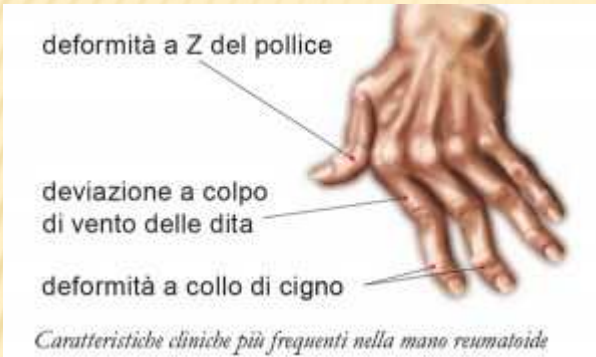 deformità a Z del pollice
deviazione a colpo
di vento delle dita
deformità a collo di cigno
Caratteristiche cliniche più frequenti nella mano reumatoide